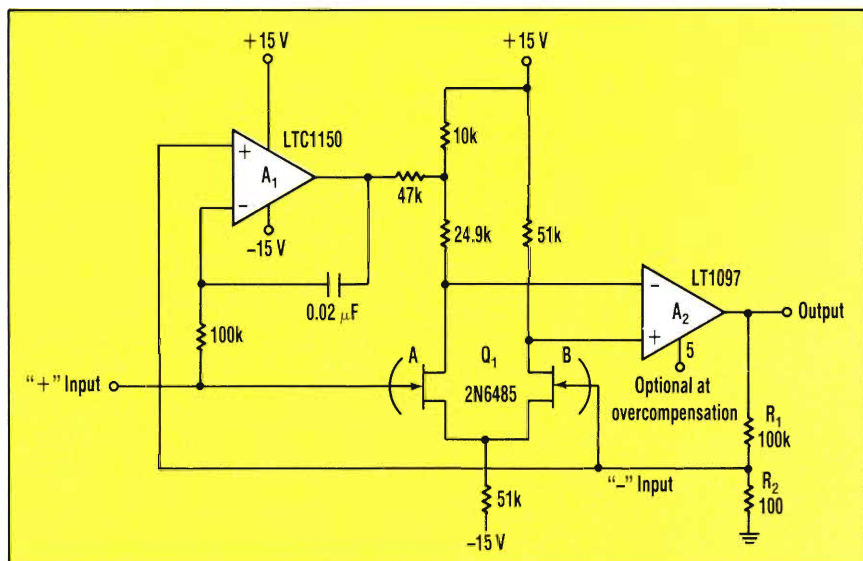 +15 V
+15 V
LTC1150
10k
+
A1
−
47k
−15 V
24.9k
51k
LT1097
0.02 μF
−
A2
+
Output
100k
5
A
Q1
B
Optional at
overcompensation
"+" Input
2N6485
R1
100k
"−" Input
R2
100
51k
−15 V